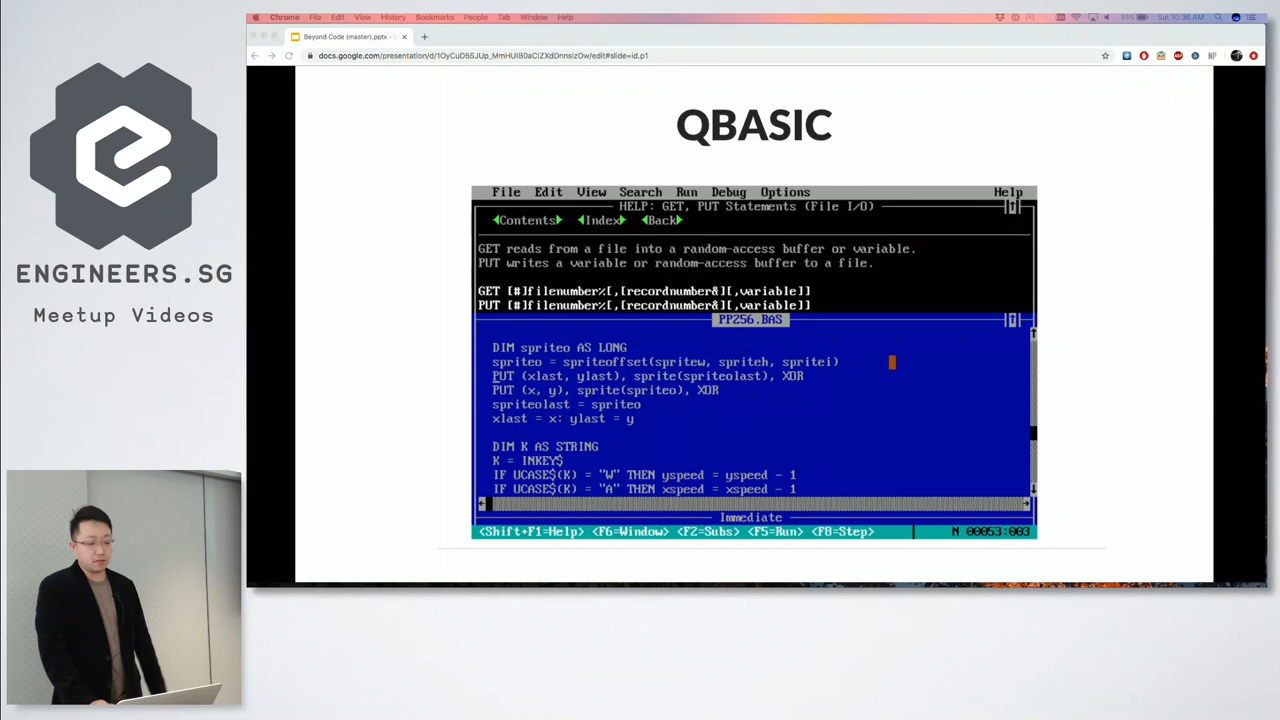 Chrome File Edit View History Bookmarks People Tab Window Help
93% Sat 10:36 AM
Beyond Code (master).pptx -
NP
ENGINEERS.SG
Meetup Videos
QBASIC
File Edit View Search Run Debug Options Help
HELP: GET, PUT Statements (File I/O)
Contents Index Back
GET reads from a file into a random-access buffer or variable.
PUT writes a variable or random-access buffer to a file.
GET [#]filenumber%[,[recordnumber&][,variable]]
PUT [#]filenumber%[,[recordnumber&][,variable]]
PP256.BAS
DIM spriteo AS LONG
spriteo = spriteoffset(spritew, spriteh, spritei)
PUT (xlast, ylast), sprite(spriteolast), XOR
PUT (x, y), sprite(spriteo), XOR
spriteolast = spriteo
xlast = x: ylast = y
DIM K AS STRING
K = INKEY$
IF UCASE$(K) = "W" THEN yspeed = yspeed - 1
IF UCASE$(K) = "A" THEN xspeed = xspeed - 1
Immediate
<Shift+F1=Help> <F6=Window> <F2=Subs> <F5=Run> <F8=Step> N 00053:003